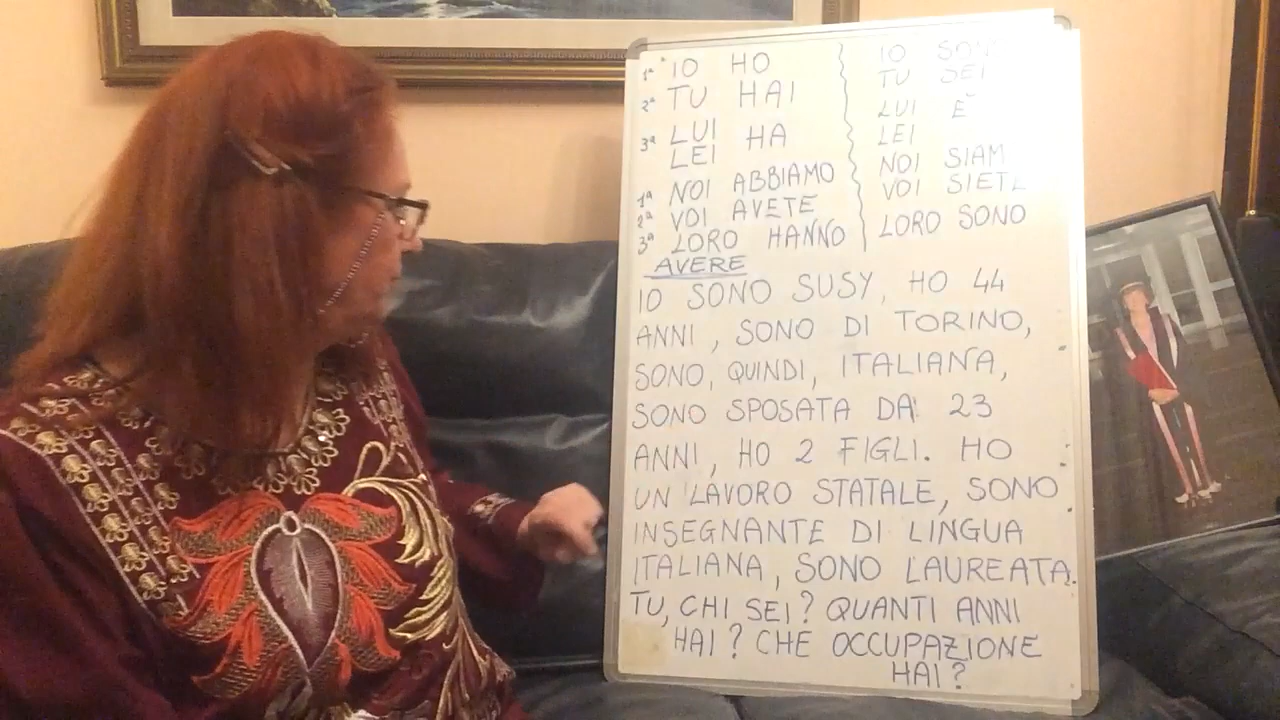 1ª IO HO
2ª TU HAI
3ª LUI HA
LEI
1ª NOI ABBIAMO
2ª VOI AVETE
3ª LORO HANNO
AVERE
IO
TU SEI
LUI È
LEI
NOI SIAM
VOI SIETE
LORO SONO
IO SONO SUSY, HO 44
ANNI, SONO DI TORINO,
SONO, QUINDI, ITALIANA,
SONO SPOSATA DA 23
ANNI, HO 2 FIGLI. HO
UN LAVORO STATALE, SONO
INSEGNANTE DI LINGUA
ITALIANA, SONO LAUREATA.
TU, CHI SEI? QUANTI ANNI
HAI? CHE OCCUPAZIONE
HAI?